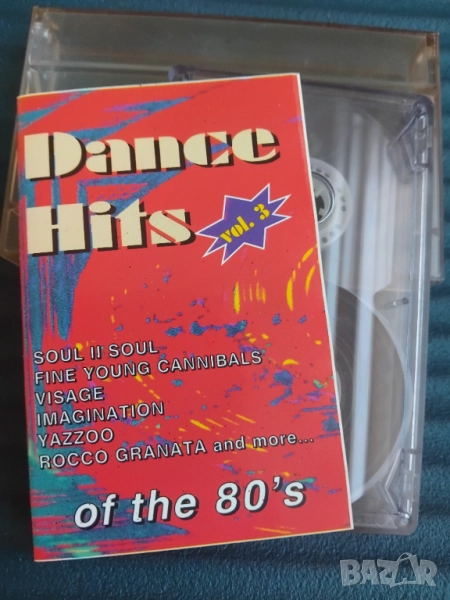 Dance
Hits
vol. 3
SOUL II SOUL
FINE YOUNG CANNIBALS
VISAGE
IMAGINATION
YAZZOO
ROCCO GRANATA and more...
of the 80's
BAZAR